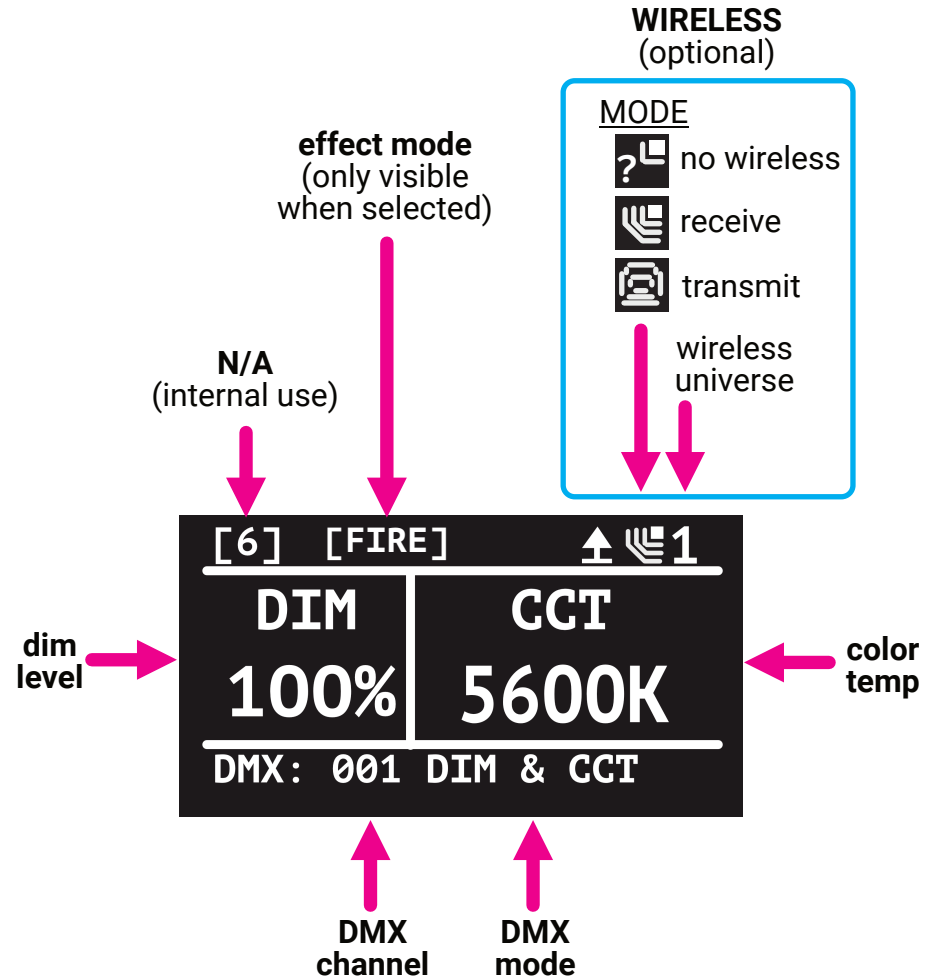 WIRELESS
(optional)
MODE
? no wireless
receive
transmit
wireless
universe
effect mode
(only visible
when selected)
N/A
(internal use)
[6] [FIRE] 1
DIM CCT
100% 5600K
DMX: 001 DIM & CCT
dim
level
color
temp
DMX
channel
DMX
mode